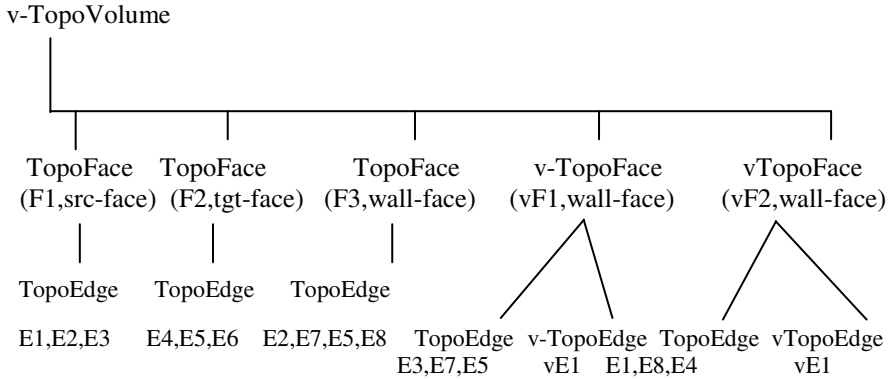 v-TopoVolume
TopoFace TopoFace TopoFace v-TopoFace vTopoFace
(F1,src-face) (F2,tgt-face) (F3,wall-face) (vF1,wall-face) (vF2,wall-face)
TopoEdge TopoEdge TopoEdge
E1,E2,E3 E4,E5,E6 E2,E7,E5,E8 TopoEdge v-TopoEdge TopoEdge vTopoEdge
E3,E7,E5 vE1 E1,E8,E4 vE1